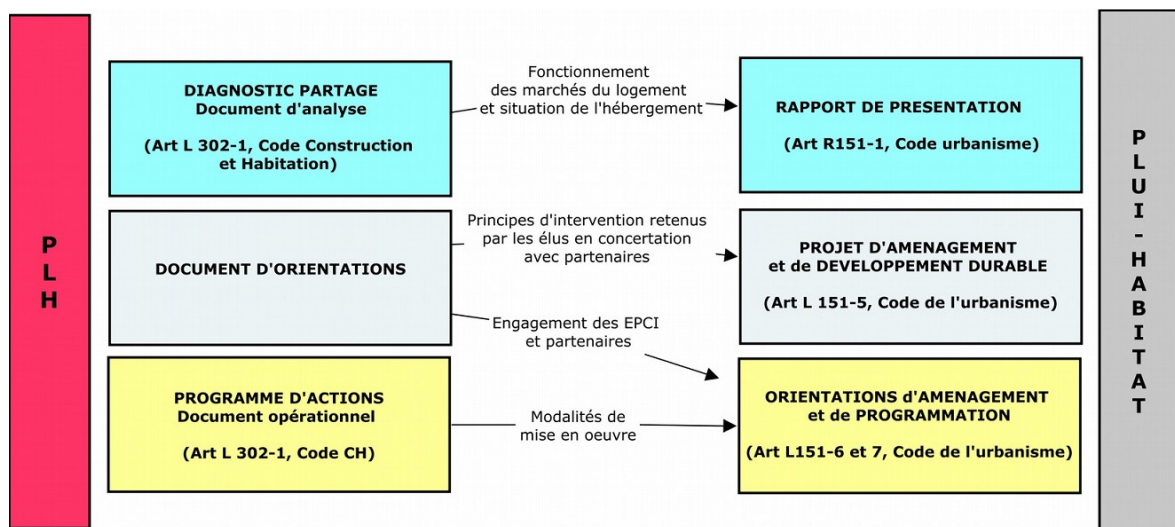 PLH
DIAGNOSTIC PARTAGE
Document d'analyse
(Art L 302-1, Code Construction
et Habitation)
Fonctionnement
des marchés du logement
et situation de l'hébergement
RAPPORT DE PRESENTATION
(Art R151-1, Code urbanisme)
DOCUMENT D'ORIENTATIONS
Principes d'intervention retenus
par les élus en concertation
avec partenaires
PROJET D'AMENAGEMENT
et de DEVELOPPEMENT DURABLE
(Art L 151-5, Code de l'urbanisme)
Engagement des EPCI
et partenaires
PROGRAMME D'ACTIONS
Document opérationnel
(Art L 302-1, Code CH)
Modalités de
mise en oeuvre
ORIENTATIONS d'AMENAGEMENT
et de PROGRAMMATION
(Art L151-6 et 7, Code de l'urbanisme)
PLUI-HABITAT